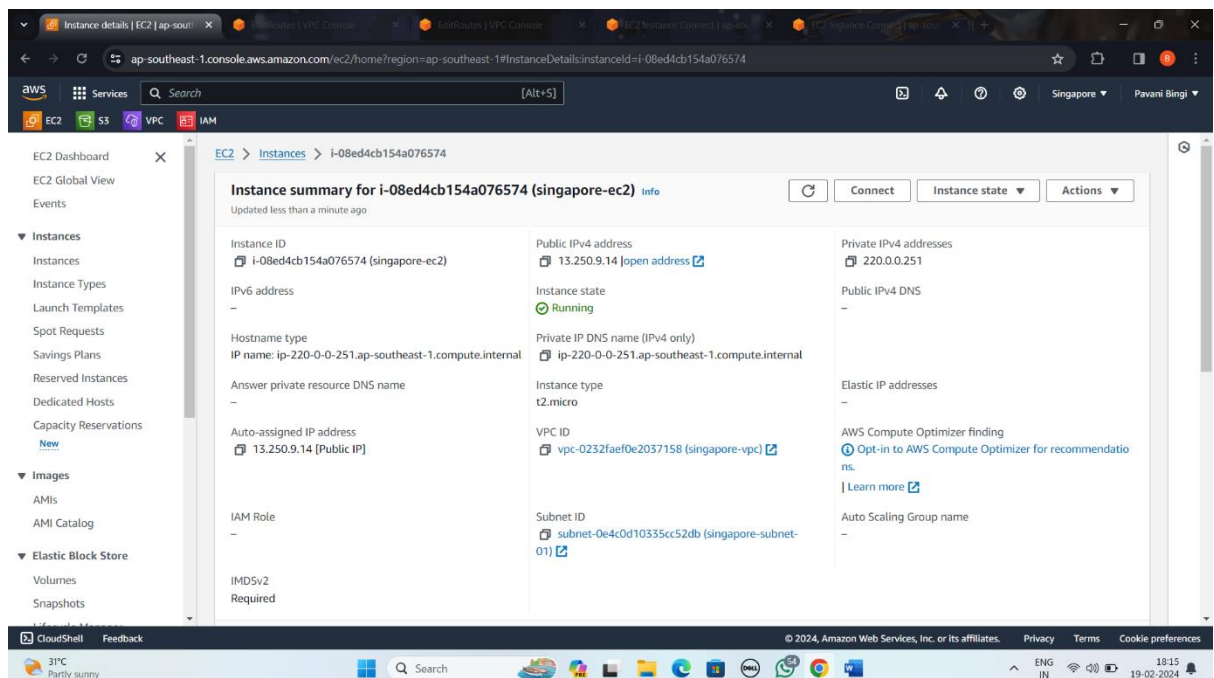 Instance details | EC2 | ap-sout
EditRoutes | VPC Console
EditRoutes | VPC Console
EC2 Instance Connect | ap-sou
EC2 Instance Connect | ap-sou
ap-southeast-1.console.aws.amazon.com/ec2/home?region=ap-southeast-1#InstanceDetails:instanceId=i-08ed4cb154a076574
B
aws
Services
Search
[Alt+S]
Singapore
Pavani Bingi
EC2
S3
VPC
IAM
EC2 Dashboard
EC2 Global View
Events
Instances
Instances
Instance Types
Launch Templates
Spot Requests
Savings Plans
Reserved Instances
Dedicated Hosts
Capacity Reservations
New
Images
AMIs
AMI Catalog
Elastic Block Store
Volumes
Snapshots
EC2 > Instances > i-08ed4cb154a076574
Instance summary for i-08ed4cb154a076574 (singapore-ec2) Info
Updated less than a minute ago
Connect
Instance state
Actions
Instance ID
i-08ed4cb154a076574 (singapore-ec2)
Public IPv4 address
13.250.9.14 |open address
Private IPv4 addresses
220.0.0.251
IPv6 address
–
Instance state
Running
Public IPv4 DNS
–
Hostname type
IP name: ip-220-0-0-251.ap-southeast-1.compute.internal
Private IP DNS name (IPv4 only)
ip-220-0-0-251.ap-southeast-1.compute.internal
Answer private resource DNS name
–
Instance type
t2.micro
Elastic IP addresses
–
Auto-assigned IP address
13.250.9.14 [Public IP]
VPC ID
vpc-0232faef0e2037158 (singapore-vpc)
AWS Compute Optimizer finding
Opt-in to AWS Compute Optimizer for recommendatio
ns.
| Learn more
IAM Role
–
Subnet ID
subnet-0e4c0d10335cc52db (singapore-subnet-
01)
Auto Scaling Group name
–
IMDSv2
Required
CloudShell
Feedback
© 2024, Amazon Web Services, Inc. or its affiliates.
Privacy
Terms
Cookie preferences
31°C
Partly sunny
Search
PRE
DELL
54
ENG
IN
18:15
19-02-2024